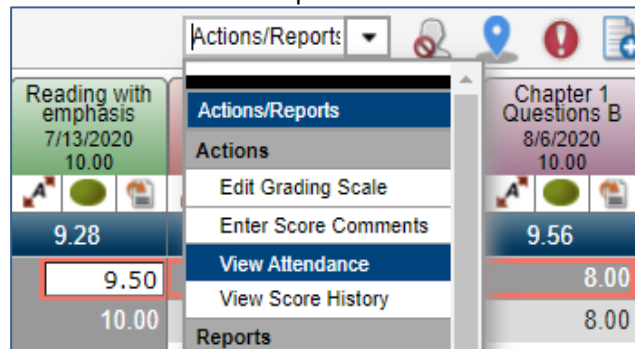 Actions/Reports
Reading with
emphasis
7/13/2020
10.00
9.28
9.50
10.00
Actions/Reports
Actions
Edit Grading Scale
Enter Score Comments
View Attendance
View Score History
Reports
Chapter 1
Questions B
8/6/2020
10.00
9.56
8.00
8.00